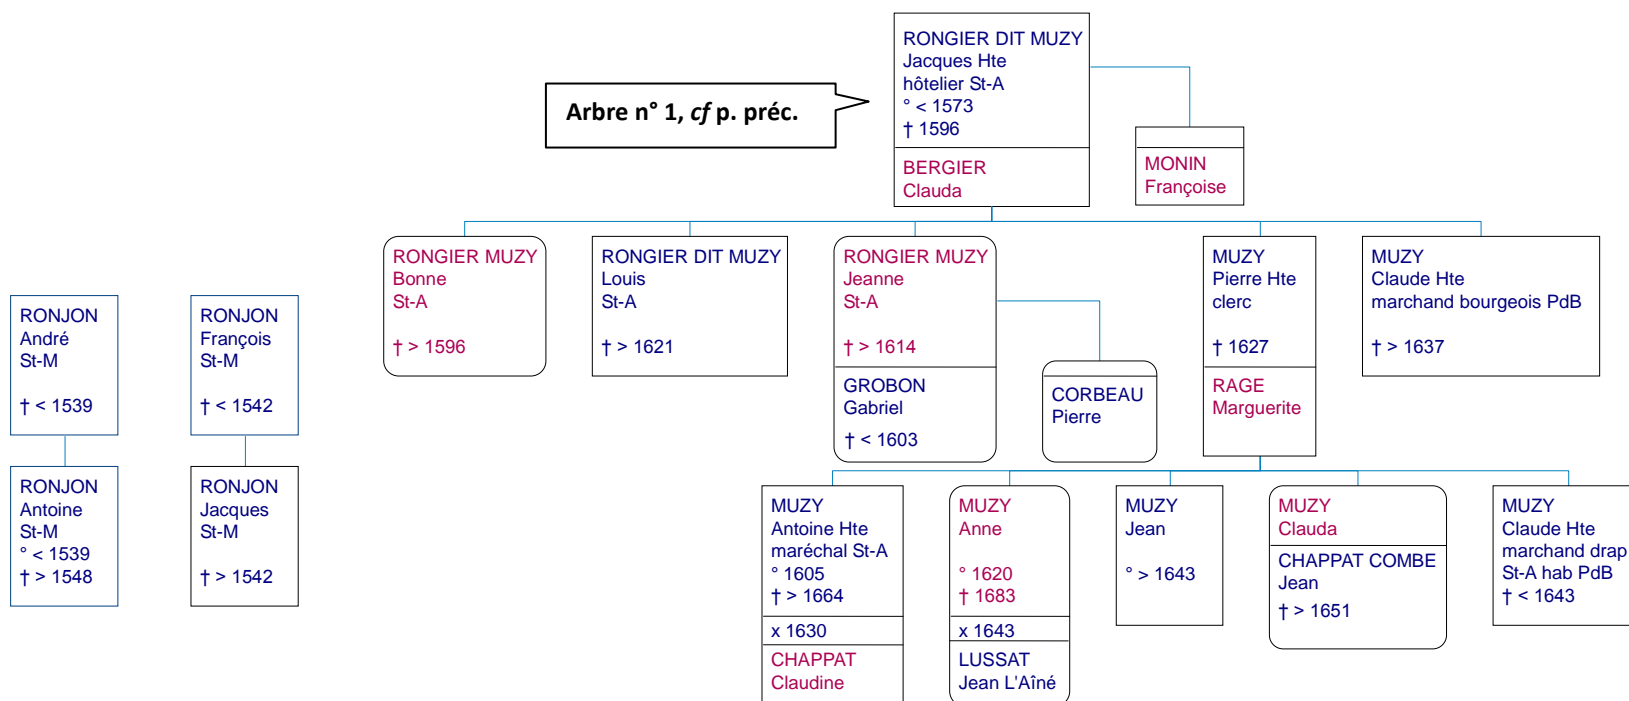 RONGIER DIT MUZY
Jacques Hte
hôtelier St-A
° < 1573
† 1596
BERGIER
Clauda
MONIN
Françoise
Arbre n° 1, cf p. préc.
RONGIER MUZY
Bonne
St-A
† > 1596
RONGIER DIT MUZY
Louis
St-A
† > 1621
RONGIER MUZY
Jeanne
St-A
† > 1614
GROBON
Gabriel
† < 1603
CORBEAU
Pierre
MUZY
Pierre Hte
clerc
† 1627
RAGE
Marguerite
MUZY
Claude Hte
marchand bourgeois PdB
† > 1637
RONJON
André
St-M
† < 1539
RONJON
François
St-M
† < 1542
RONJON
Antoine
St-M
° < 1539
† > 1548
RONJON
Jacques
St-M
† > 1542
MUZY
Antoine Hte
maréchal St-A
° 1605
† > 1664
x 1630
CHAPPAT
Claudine
MUZY
Anne
° 1620
† 1683
x 1643
LUSSAT
Jean L'Aîné
MUZY
Jean
° > 1643
MUZY
Clauda
CHAPPAT COMBE
Jean
† > 1651
MUZY
Claude Hte
marchand drap
St-A hab PdB
† < 1643